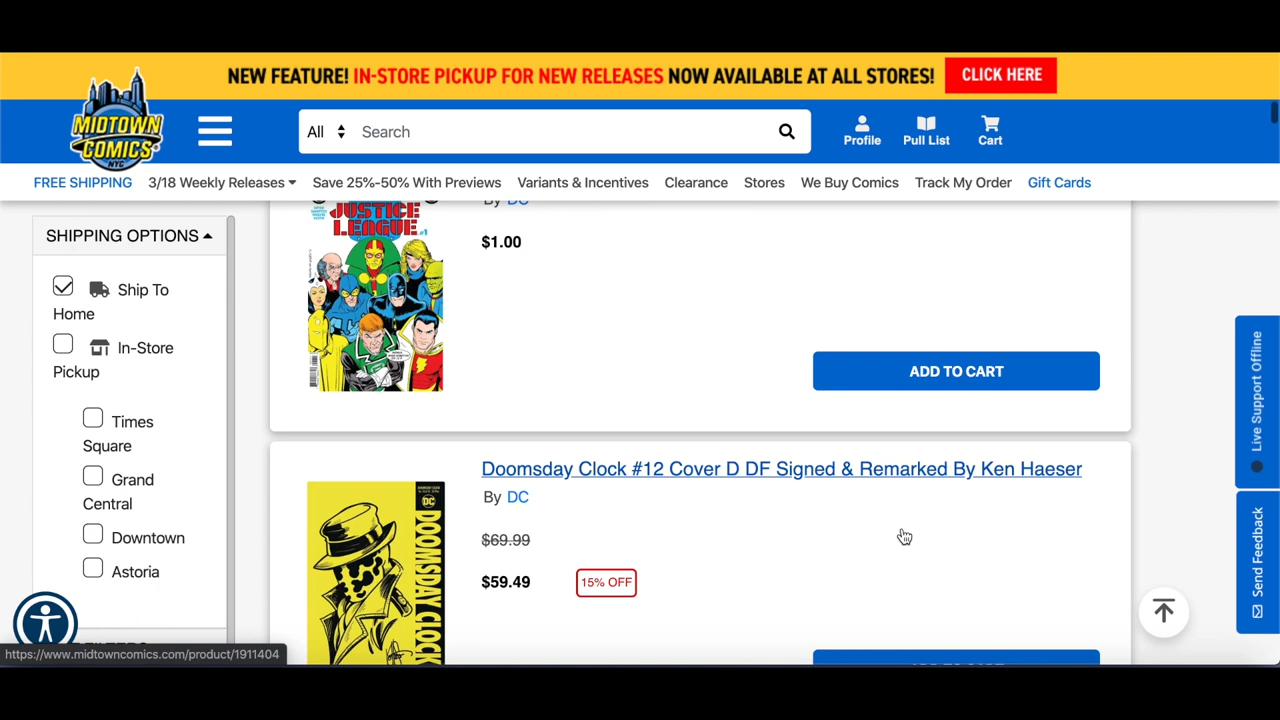 NEW FEATURE! IN-STORE PICKUP FOR NEW RELEASES NOW AVAILABLE AT ALL STORES! CLICK HERE
MIDTOWN
COMICS
NYC
All Search
Profile Pull List Cart
FREE SHIPPING 3/18 Weekly Releases Save 25%-50% With Previews Variants & Incentives Clearance Stores We Buy Comics Track My Order Gift Cards
SHIPPING OPTIONS
Ship To
Home
In-Store
Pickup
Times
Square
Grand
Central
Downtown
Astoria
By DC
$1.00
JUSTICE
LEAGUE #1
ADD TO CART
Doomsday Clock #12 Cover D DF Signed & Remarked By Ken Haeser
By DC
$69.99
$59.49 15% OFF
DC
DOOMSDAY CLOCK
Live Support Offline
Send Feedback
https://www.midtowncomics.com/product/1911404